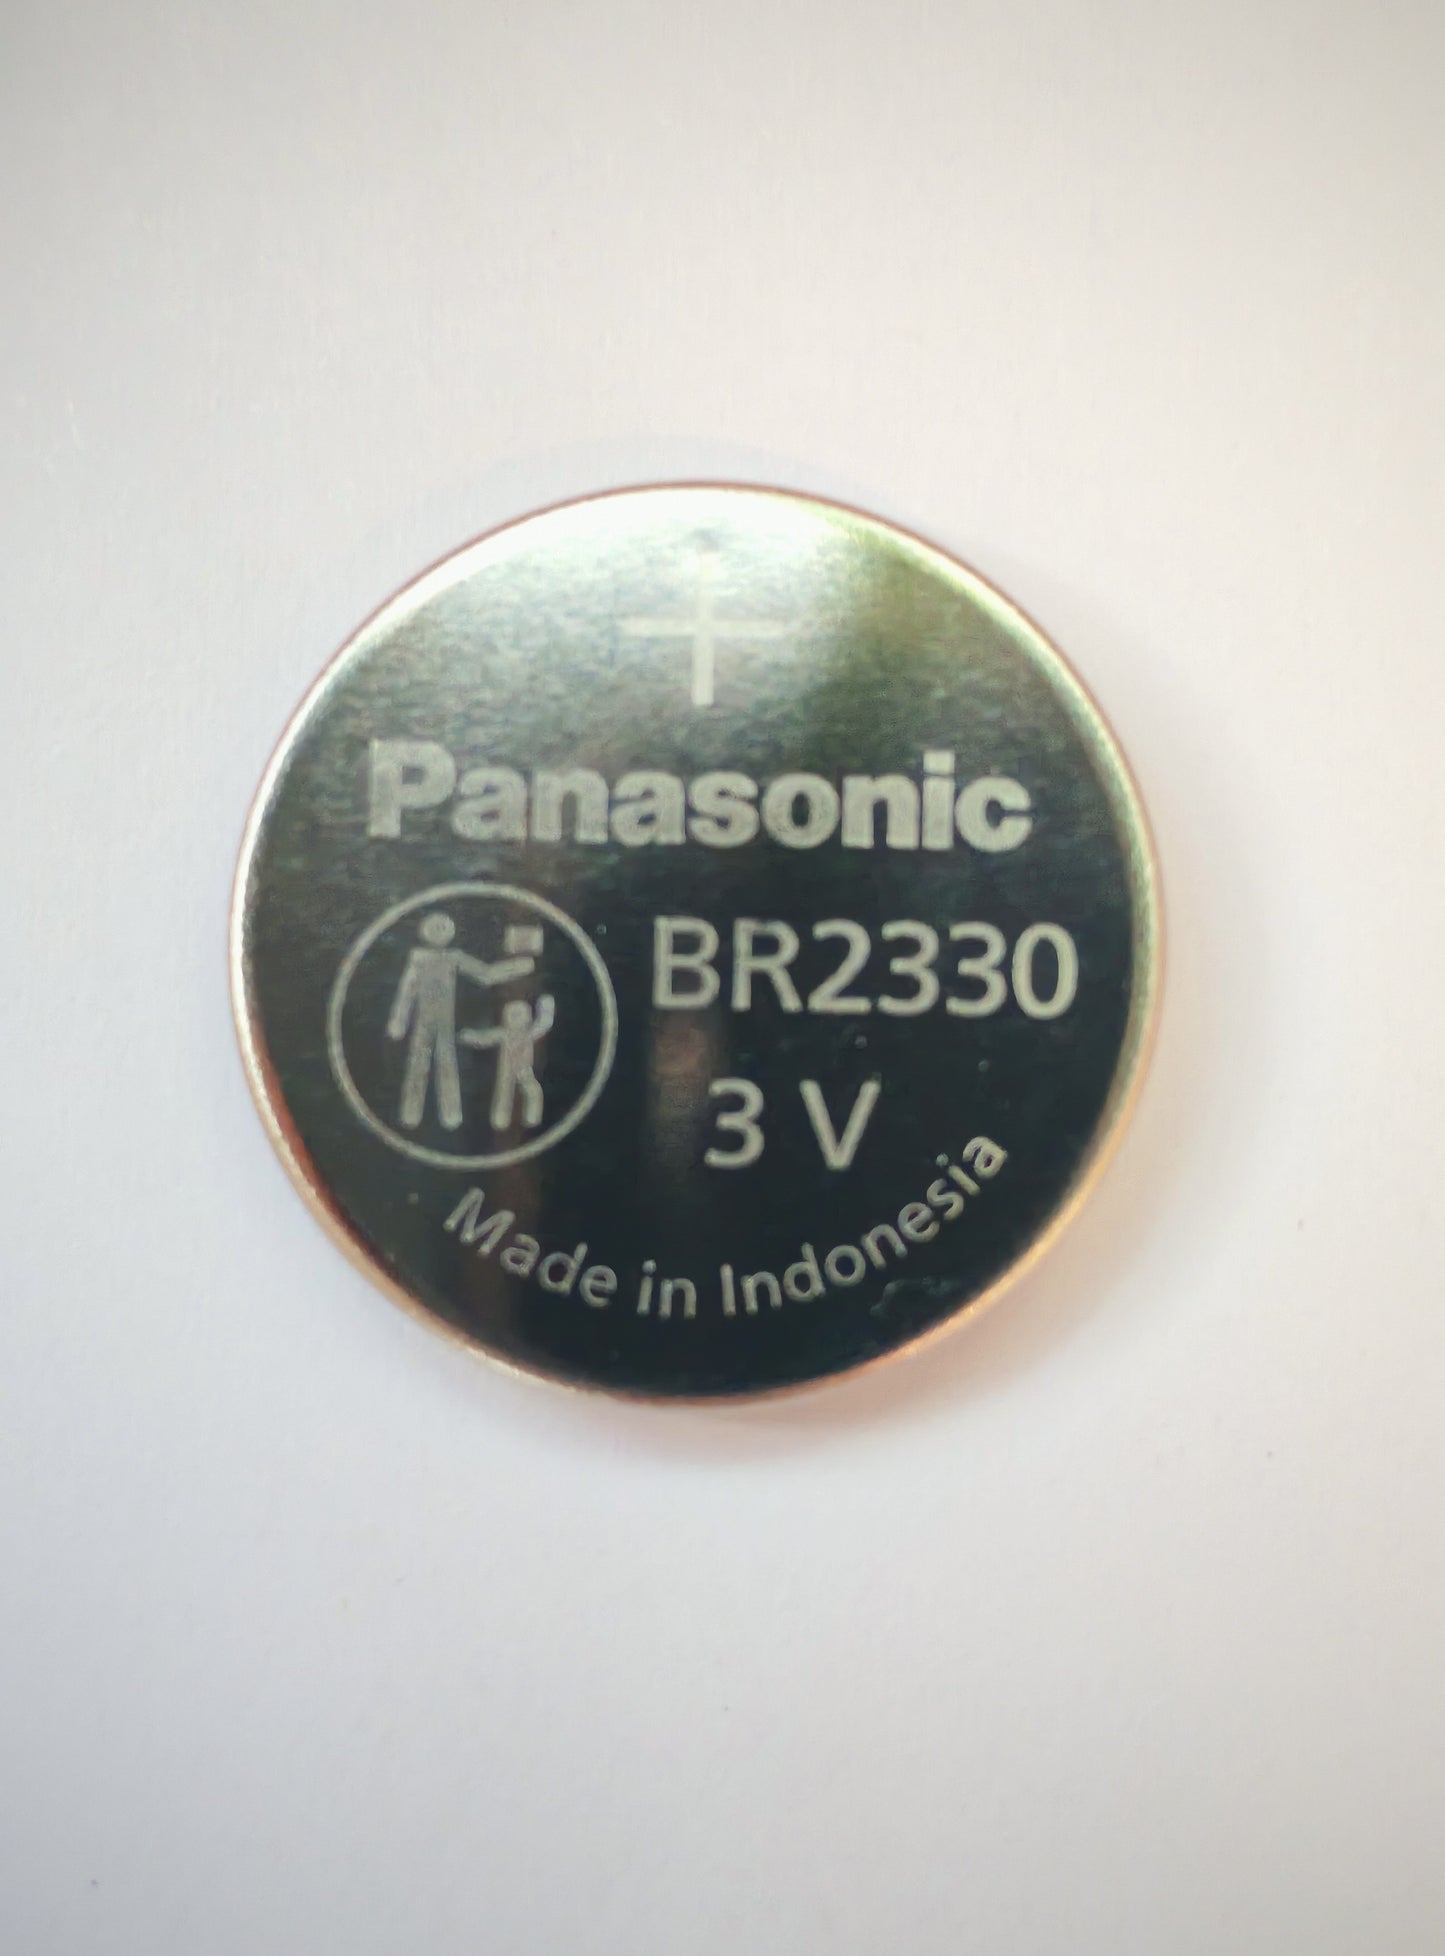 +
Panasonic
BR2330
3 V
Made in Indonesia